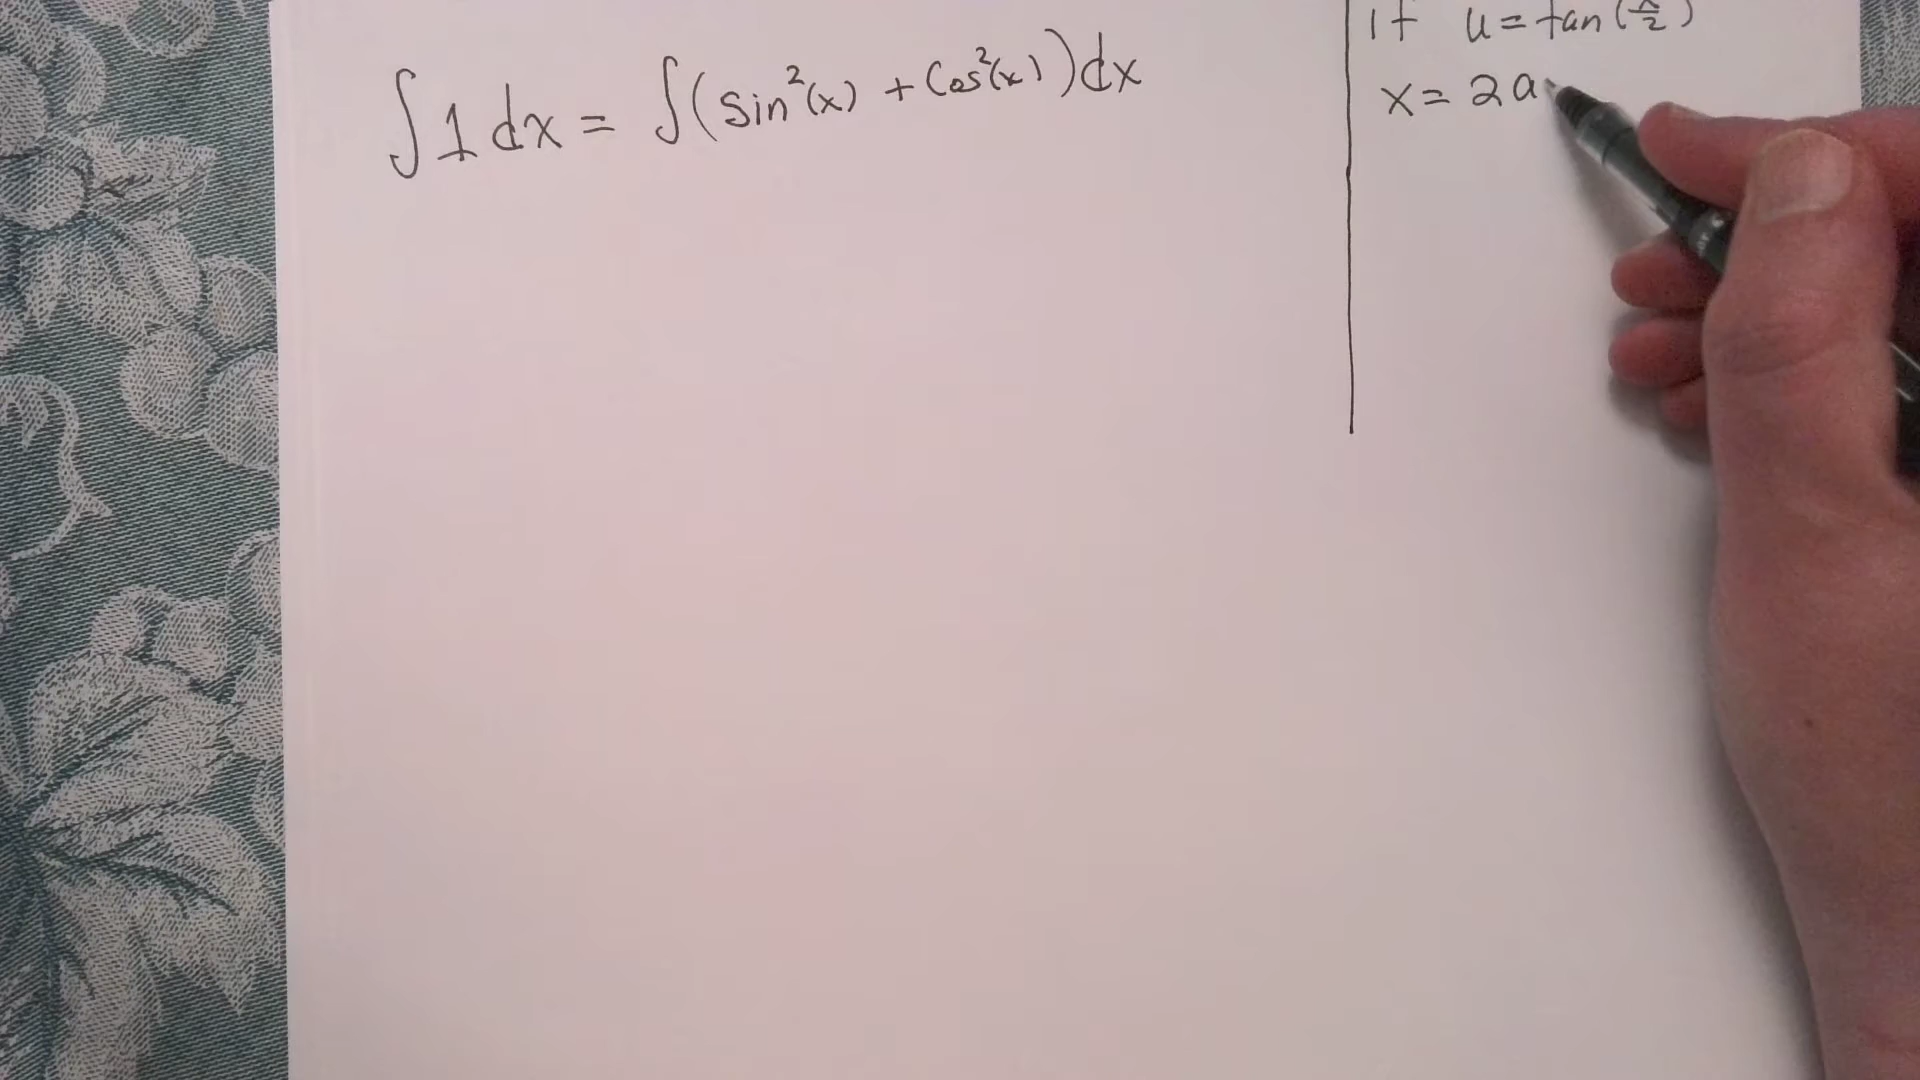 ∫ 1 dx = ∫(sin²(x) + Cos²(x))dx
If u = tan(x/2)
x = 2a